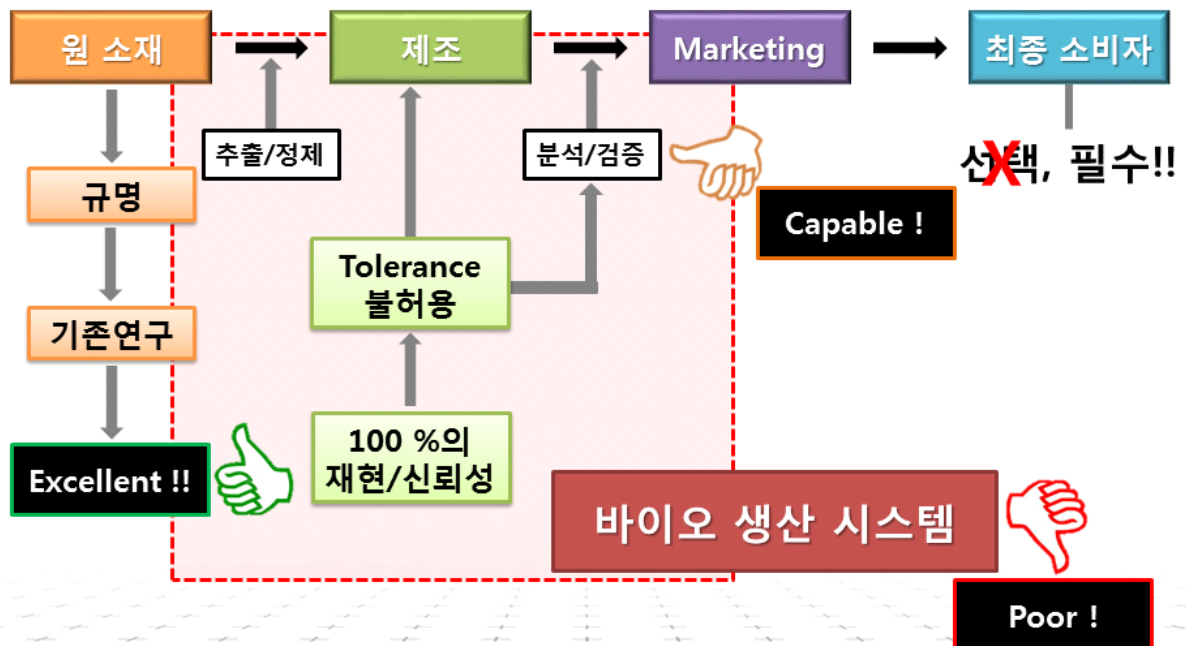 원 소재
제조
Marketing
최종 소비자
추출/정제
분석/검증
선택, 필수!!
X
규명
Capable !
Tolerance
불허용
기존연구
100 %의
재현/신뢰성
Excellent !!
바이오 생산 시스템
Poor !